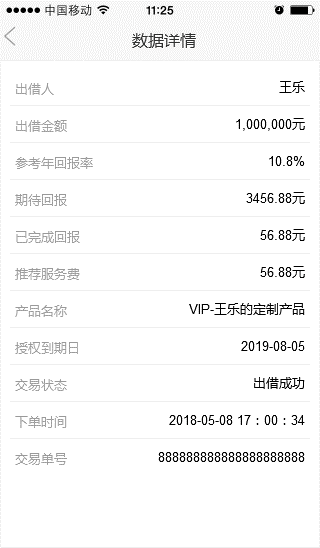 中国移动 11:25
数据详情
出借人 王乐
出借金额 1,000,000元
参考年回报率 10.8%
期待回报 3456.88元
已完成回报 56.88元
推荐服务费 56.88元
产品名称 VIP-王乐的定制产品
授权到期日 2019-08-05
交易状态 出借成功
下单时间 2018-05-08 17：00：34
交易单号 888888888888888888888